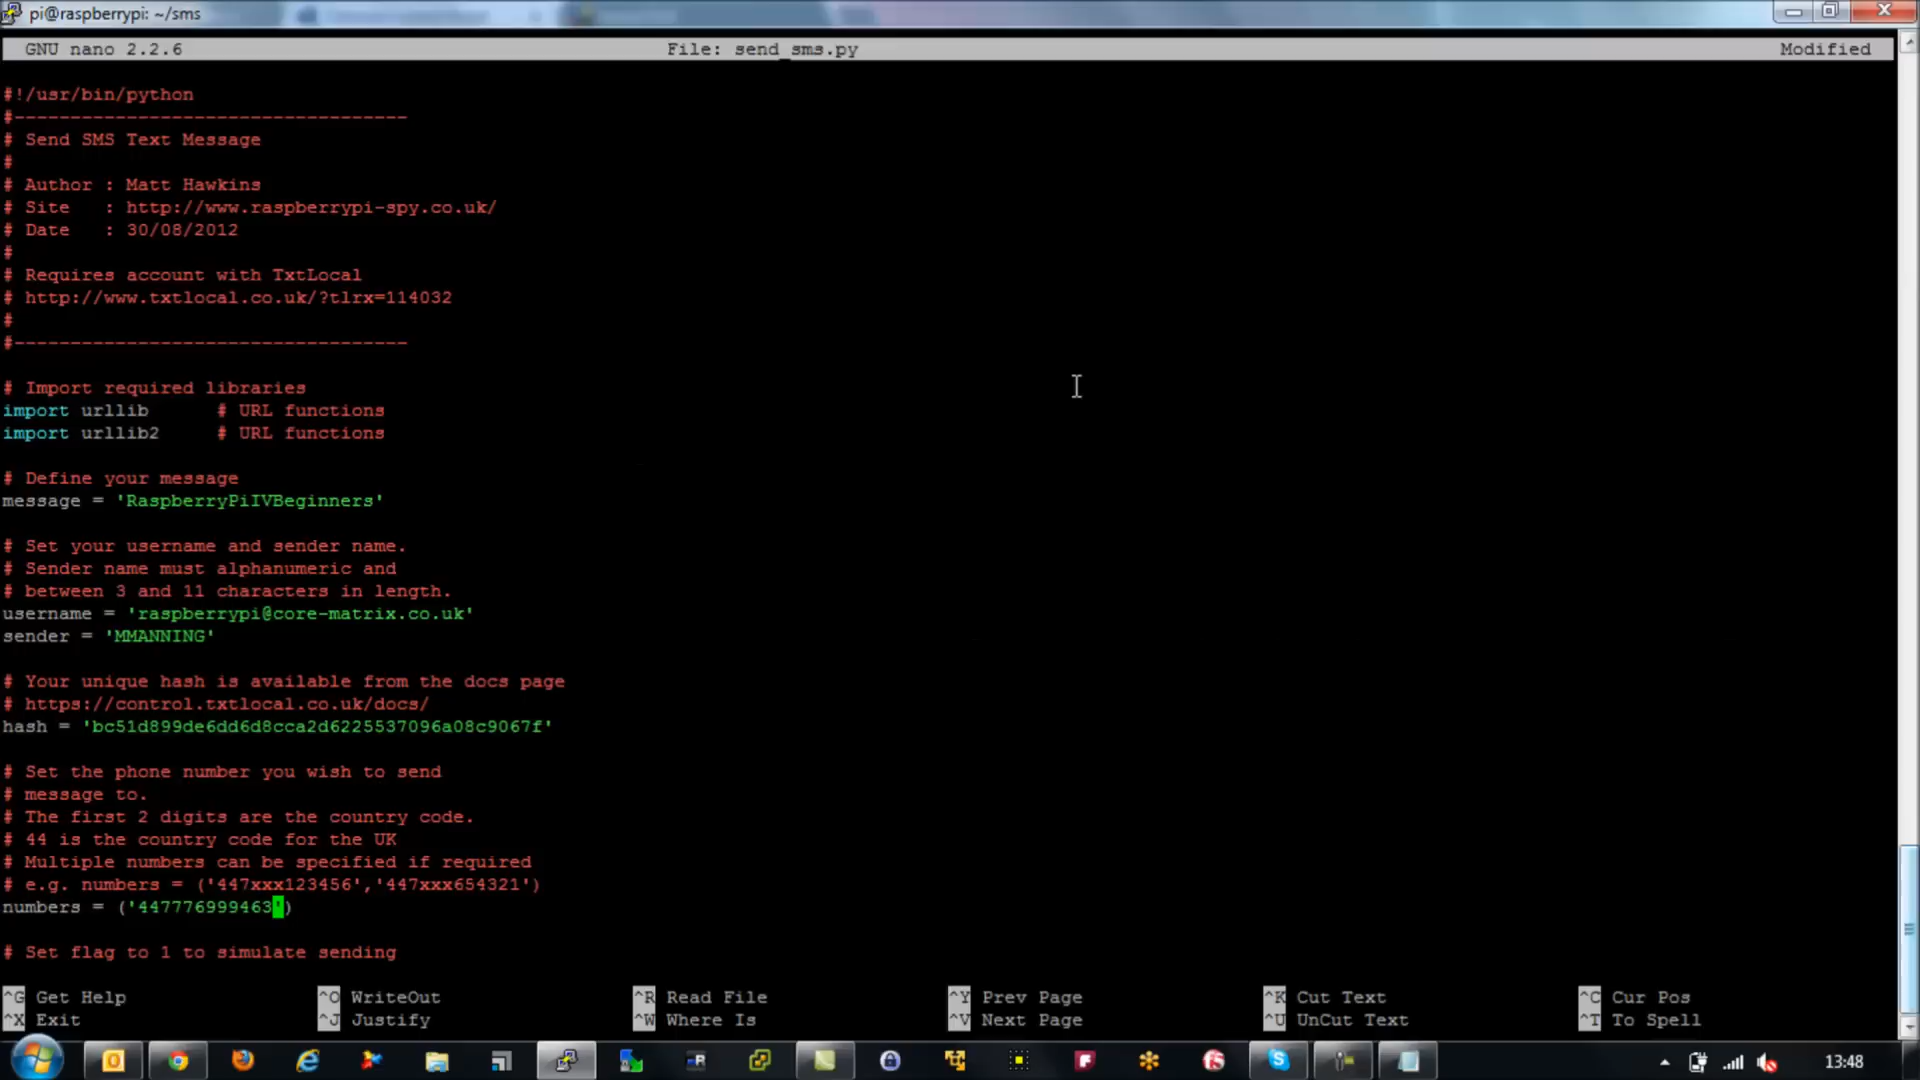 pi@raspberrypi: ~/sms
GNU nano 2.2.6 File: send_sms.py Modified
#!/usr/bin/python
#-----------------------------------
# Send SMS Text Message
#
# Author : Matt Hawkins
# Site   : http://www.raspberrypi-spy.co.uk/
# Date   : 30/08/2012
#
# Requires account with TxtLocal
# http://www.txtlocal.co.uk/?tlrx=114032
#
#-----------------------------------
# Import required libraries
import urllib      # URL functions
import urllib2     # URL functions
# Define your message
message = 'RaspberryPiIVBeginners'
# Set your username and sender name.
# Sender name must alphanumeric and
# between 3 and 11 characters in length.
username = 'raspberrypi@core-matrix.co.uk'
sender = 'MMANNING'
# Your unique hash is available from the docs page
# https://control.txtlocal.co.uk/docs/
hash = 'bc51d899de6dd6d8cca2d6225537096a08c9067f'
# Set the phone number you wish to send
# message to.
# The first 2 digits are the country code.
# 44 is the country code for the UK
# Multiple numbers can be specified if required
# e.g. numbers = ('447xxx123456','447xxx654321')
numbers = ('447776999463')
# Set flag to 1 to simulate sending
^G Get Help ^O WriteOut ^R Read File ^Y Prev Page ^K Cut Text ^C Cur Pos
^X Exit ^J Justify ^W Where Is ^V Next Page ^U UnCut Text ^T To Spell
13:48